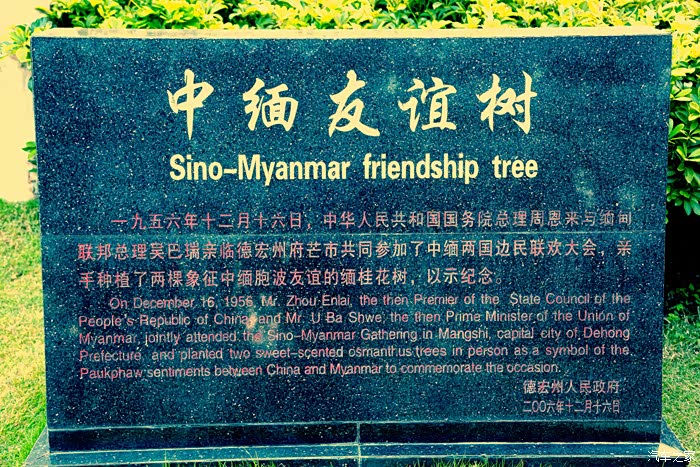 中缅友谊树
Sino-Myanmar friendship tree
一九五六年十二月十六日，中华人民共和国国务院总理周恩来与缅甸
联邦总理吴巴瑞亲临德宏州府芒市共同参加了中缅两国边民联欢大会，亲
手种植了两棵象征中缅胞波友谊的缅桂花树，以示纪念。
On December 16, 1956, Mr. Zhou Enlai, the then Premier of the State Council of the
People's Republic of China, and Mr. U Ba Shwe, the then Prime Minister of the Union of
Myanmar, jointly attended the Sino-Myanmar Gathering in Mangshi, capital city of Dehong
Prefecture, and planted two sweet-scented osmanthus trees in person as a symbol of the
Paukphaw sentiments between China and Myanmar to commemorate the occasion.
德宏州人民政府
二〇〇六年十二月十六日
汽车之家